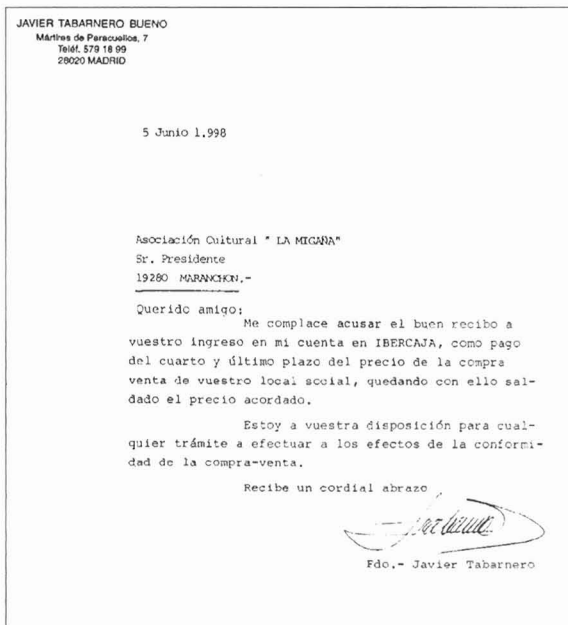 JAVIER TABARNERO BUENO
Mártires de Paracuellos, 7
Teléf. 579 18 99
28020 MADRID
5 Junio 1.998
Asociación Cultural " LA MIGAÑA"
Sr. Presidente
19280 MARANCHON,-
Querido amigo:
Me complace acusar el buen recibo a
vuestro ingreso en mi cuenta en IBERCAJA, como pago
del cuarto y último plazo del precio de la compra
venta de vuestro local social, quedando con ello sal-
dado el precio acordado.
Estoy a vuestra disposición para cual-
quier trámite a efectuar a los efectos de la conformi-
dad de la compra-venta.
Recibe un cordial abrazo
Fdo.- Javier Tabarnero